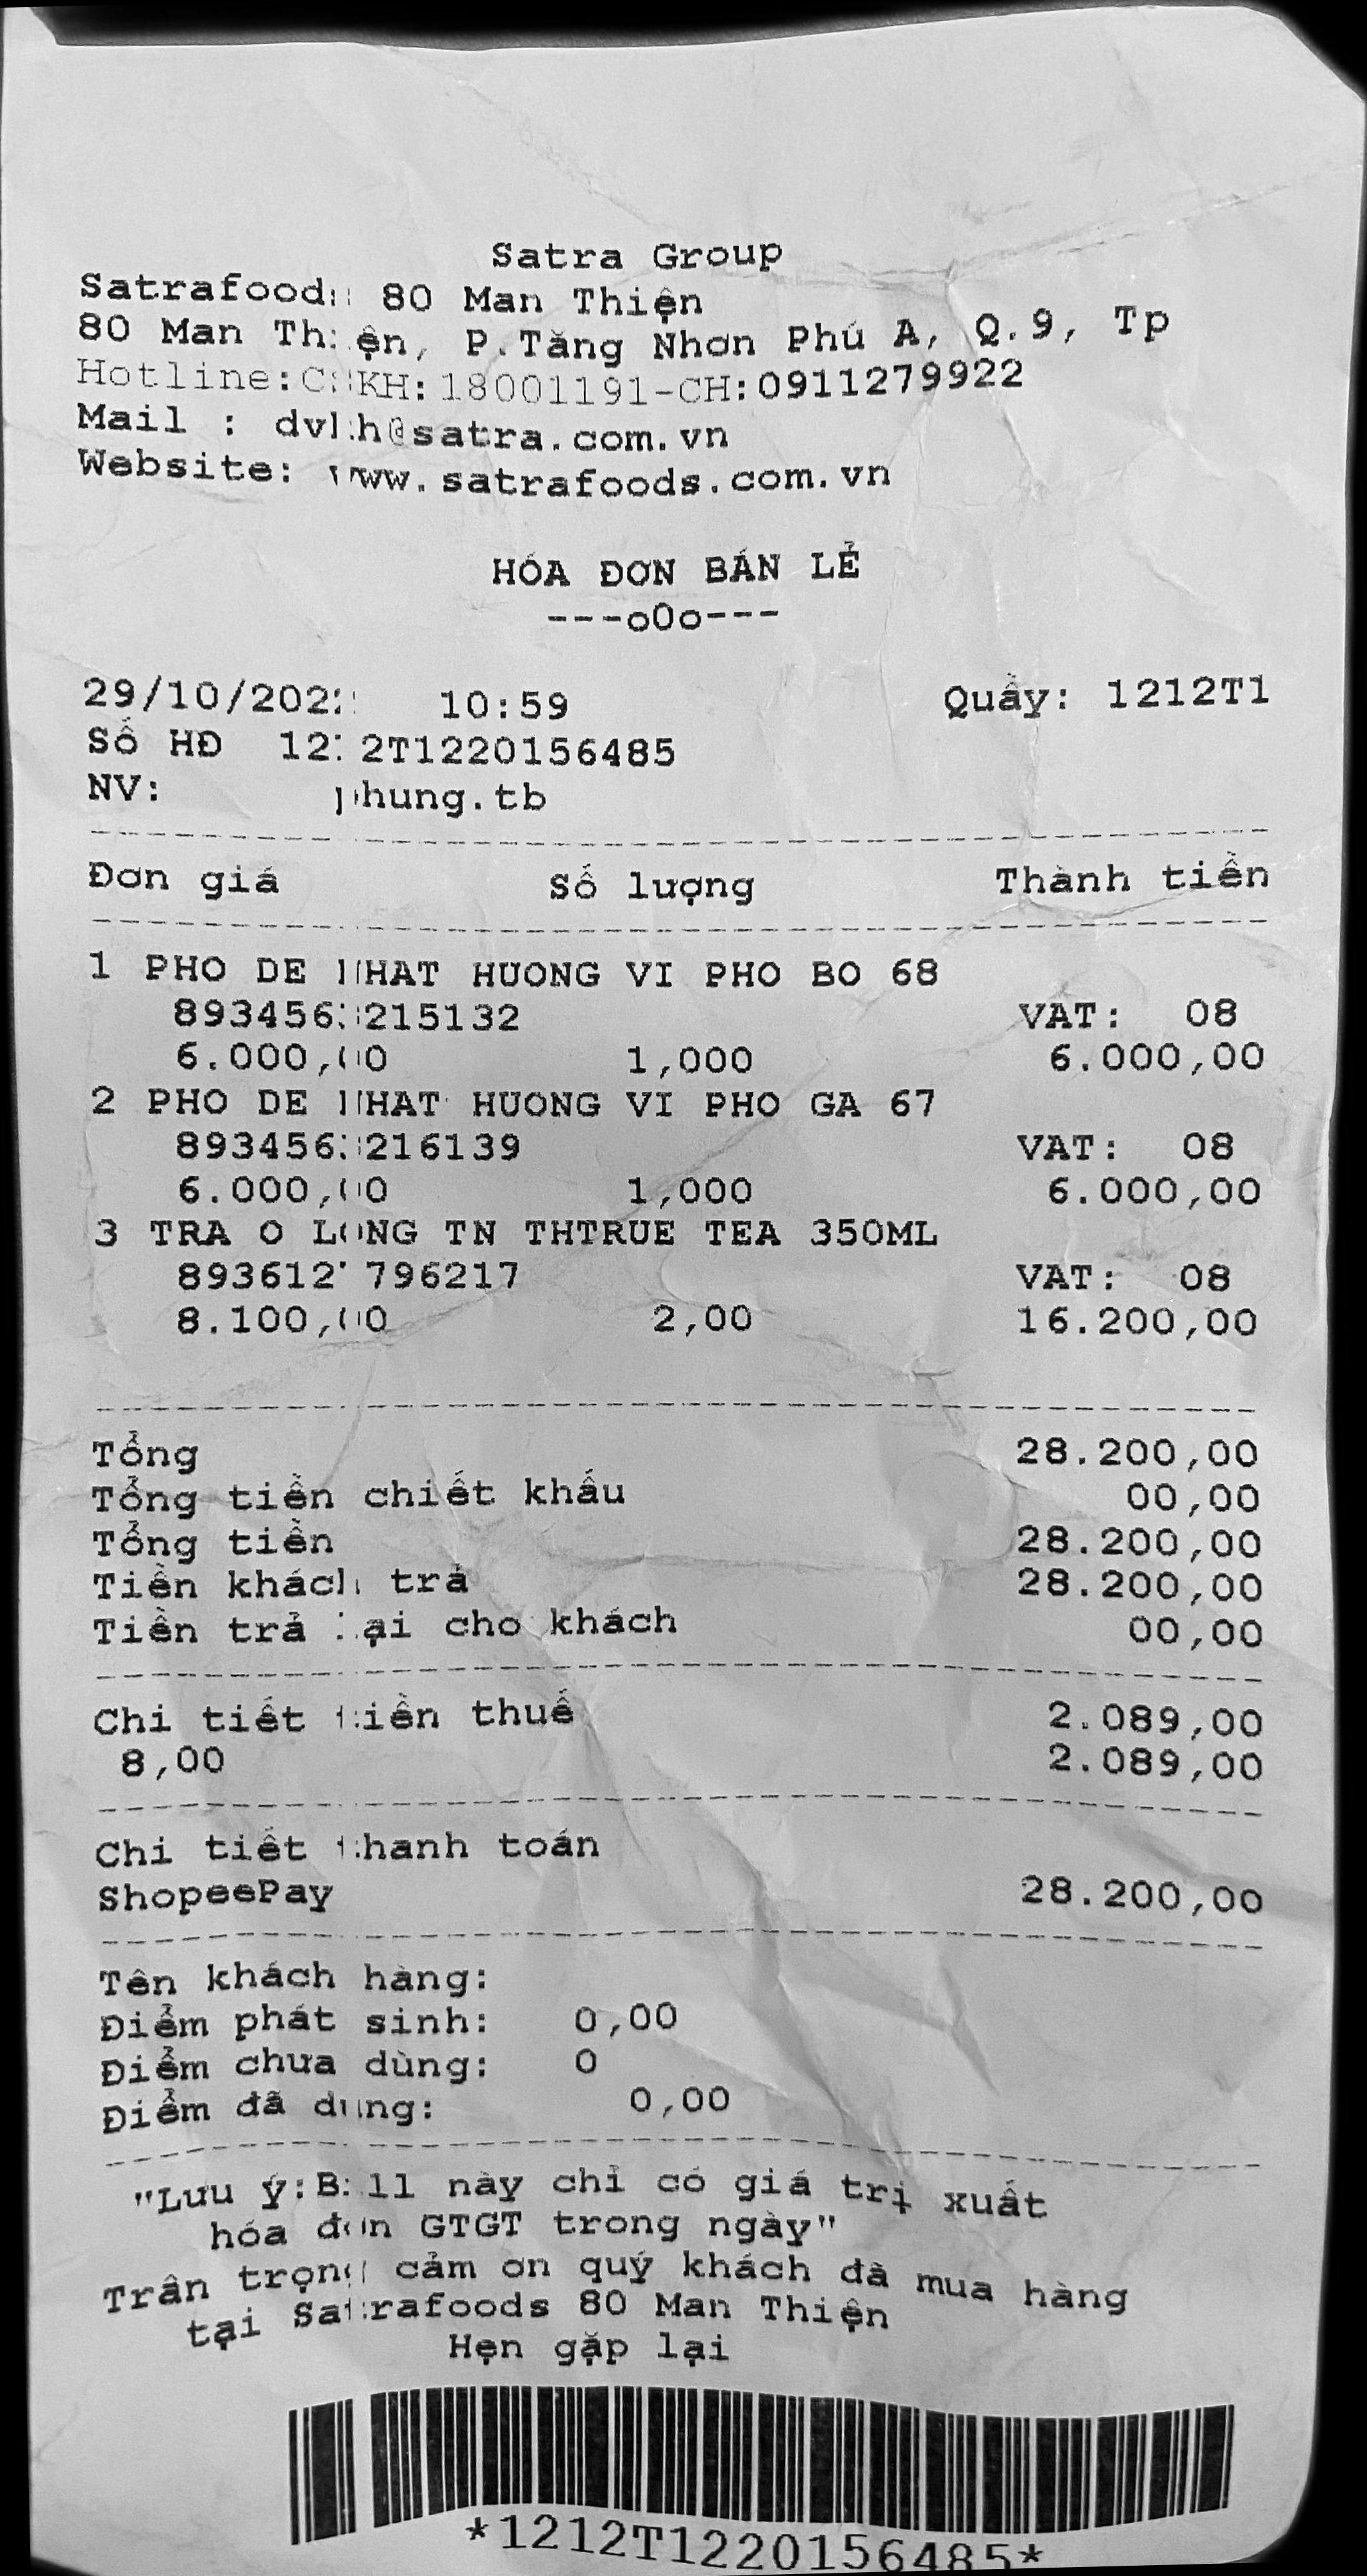 Satra Group
Satrafoods 80 Man Thiện
80 Man Thiện, P.Tăng Nhơn Phú A, Q.9, Tp
Hotline:CSKH:18001191-CH:0911279922
Mail : dvkh@satra.com.vn
Website: www.satrafoods.com.vn
HÓA ĐƠN BÁN LẺ
---o0o---
29/10/2022 10:59 Quầy: 1212T1
Số HĐ 1212T1220156485
NV: phung.tb
Đơn giá Số lượng Thành tiền
1 PHO DE NHAT HUONG VI PHO BO 68
8934563215132 VAT: 08
6.000,00 1,000 6.000,00
2 PHO DE NHAT HUONG VI PHO GA 67
8934563216139 VAT: 08
6.000,00 1,000 6.000,00
3 TRA O LONG TN THTRUE TEA 350ML
VAT: 08
8.100,00 2,00 16.200,00
Tổng 28.200,00
Tổng tiền chiết khấu 00,00
Tổng tiền 28.200,00
Tiền khách trả 28.200,00
Tiền trả lại cho khách 00,00
Chi tiết tiền thuế 2.089,00
8,00 2.089,00
Chi tiết thanh toán
ShopeePay 28.200,00
Tên khách hàng:
Điểm phát sinh: 0,00
Điểm chưa dùng: 0
Điểm đã dùng: 0,00
"Lưu ý:Bill này chỉ có giá trị xuất
hóa đơn GTGT trong ngày"
Trân trọng cảm ơn quý khách đã mua hàng
tại Satrafoods 80 Man Thiện
Hẹn gặp lại
*1212T1220156485*